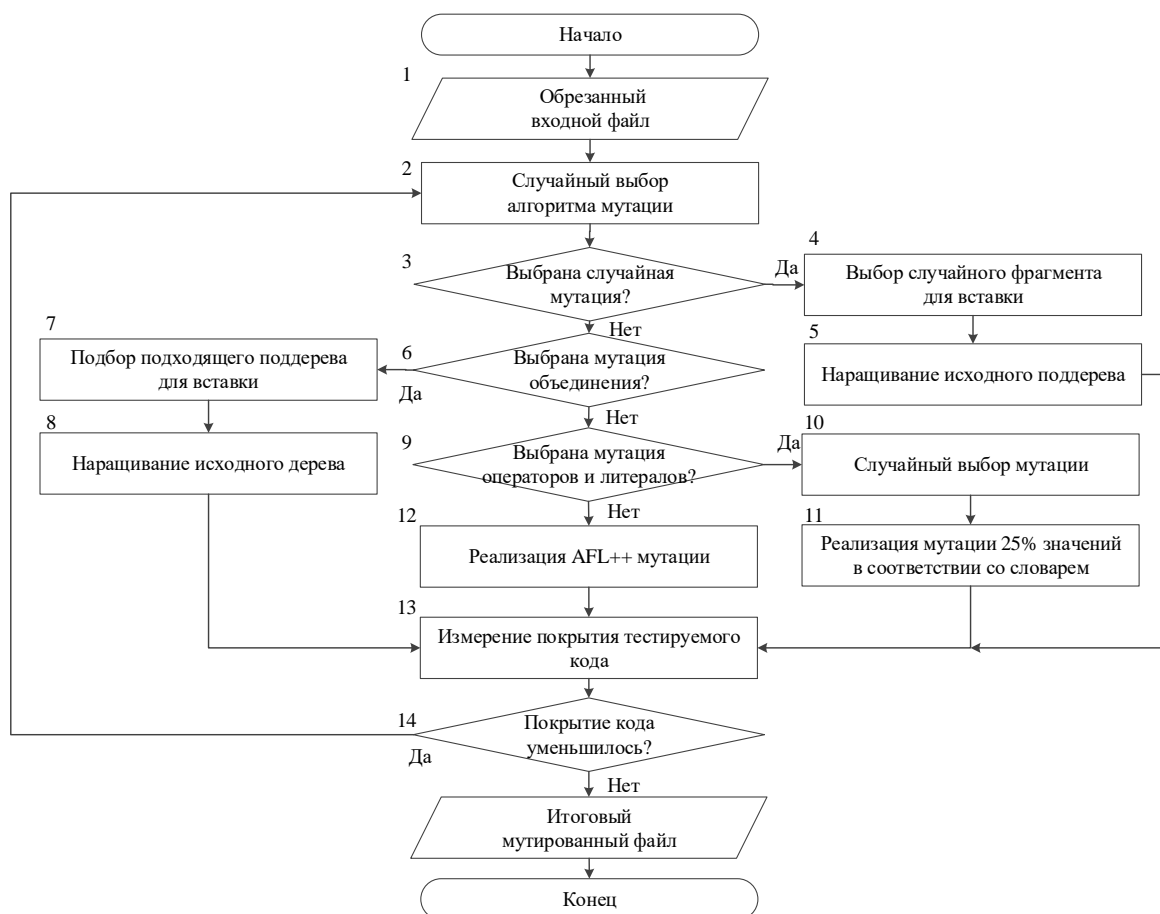 Начало
1
Обрезанный
входной файл
2
Случайный выбор
алгоритма мутации
3
Выбрана случайная
мутация?
Да
4
Выбор случайного фрагмента
для вставки
Нет
5
Наращивание исходного поддерева
6
Выбрана мутация
объединения?
Да
7
Подбор подходящего поддерева
для вставки
8
Наращивание исходного дерева
Нет
9
Выбрана мутация
операторов и литералов?
Да
10
Случайный выбор мутации
11
Реализация мутации 25% значений
в соответствии со словарем
Нет
12
Реализация AFL++ мутации
13
Измерение покрытия тестируемого
кода
14
Покрытие кода
уменьшилось?
Да
Нет
Итоговый
мутированный файл
Конец